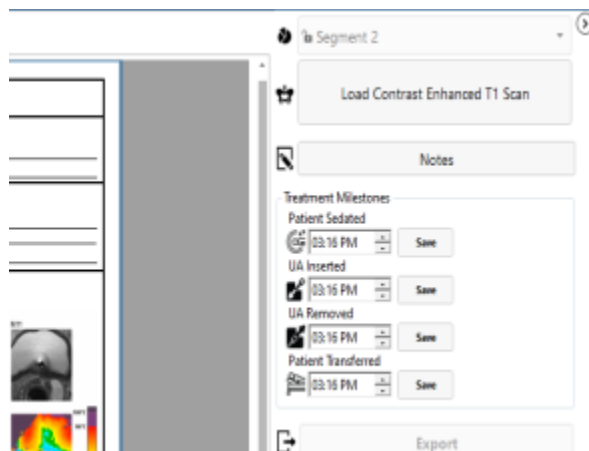 Segment 2
Load Contrast Enhanced T1 Scan
Notes
Treatment Milestones
Patient Sedated
03:16 PM Save
UA Inserted
03:16 PM Save
UA Removed
03:16 PM Save
Patient Transferred
03:16 PM Save
Export